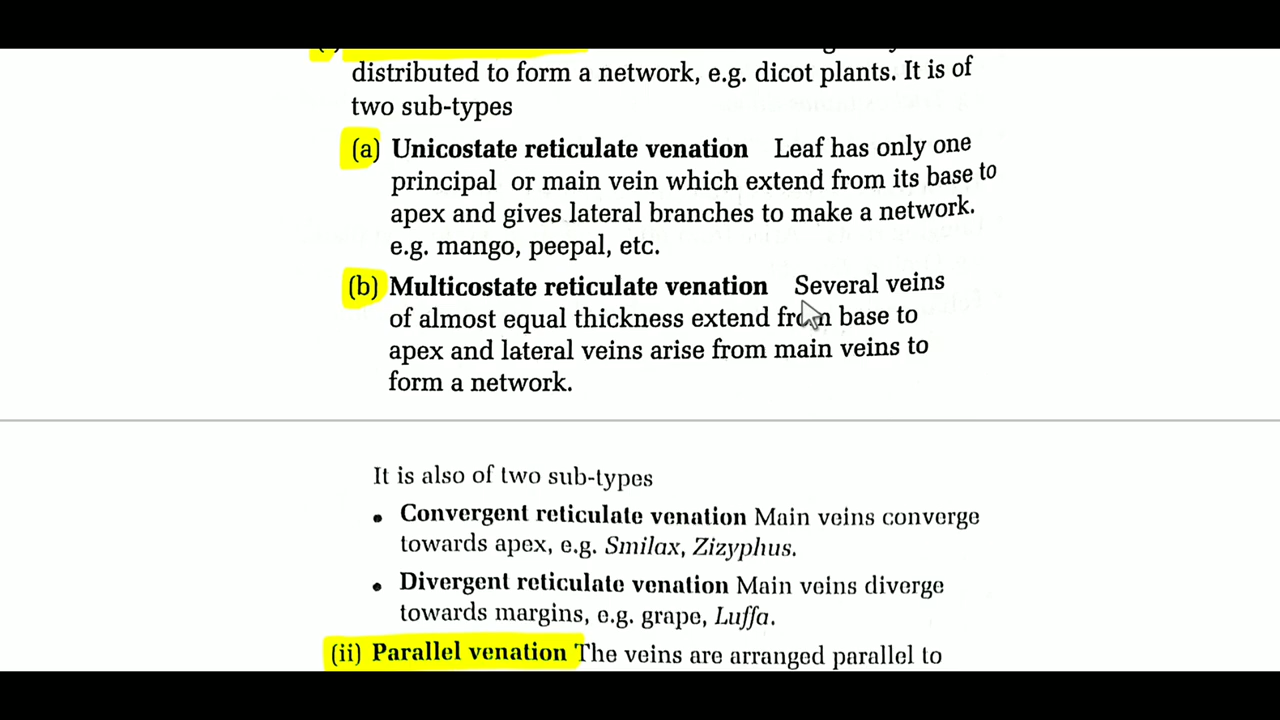 distributed to form a network, e.g. dicot plants. It is of
two sub-types
(a) Unicostate reticulate venation Leaf has only one
principal or main vein which extend from its base to
apex and gives lateral branches to make a network.
e.g. mango, peepal, etc.
(b) Multicostate reticulate venation Several veins
of almost equal thickness extend from base to
apex and lateral veins arise from main veins to
form a network.
It is also of two sub-types
• Convergent reticulate venation Main veins converge
towards apex, e.g. Smilax, Zizyphus.
• Divergent reticulate venation Main veins diverge
towards margins, e.g. grape, Luffa.
(ii) Parallel venation The veins are arranged parallel to